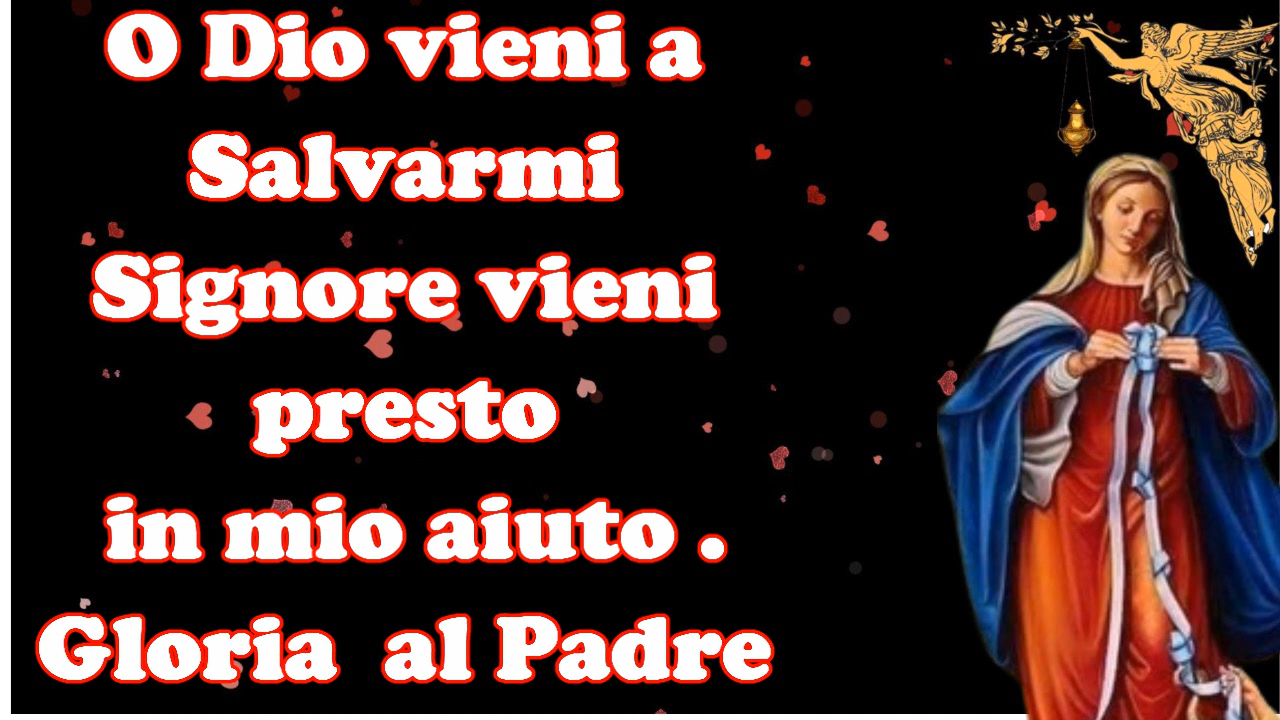 O Dio vieni a
Salvarmi
Signore vieni
presto
in mio aiuto .
Gloria al Padre